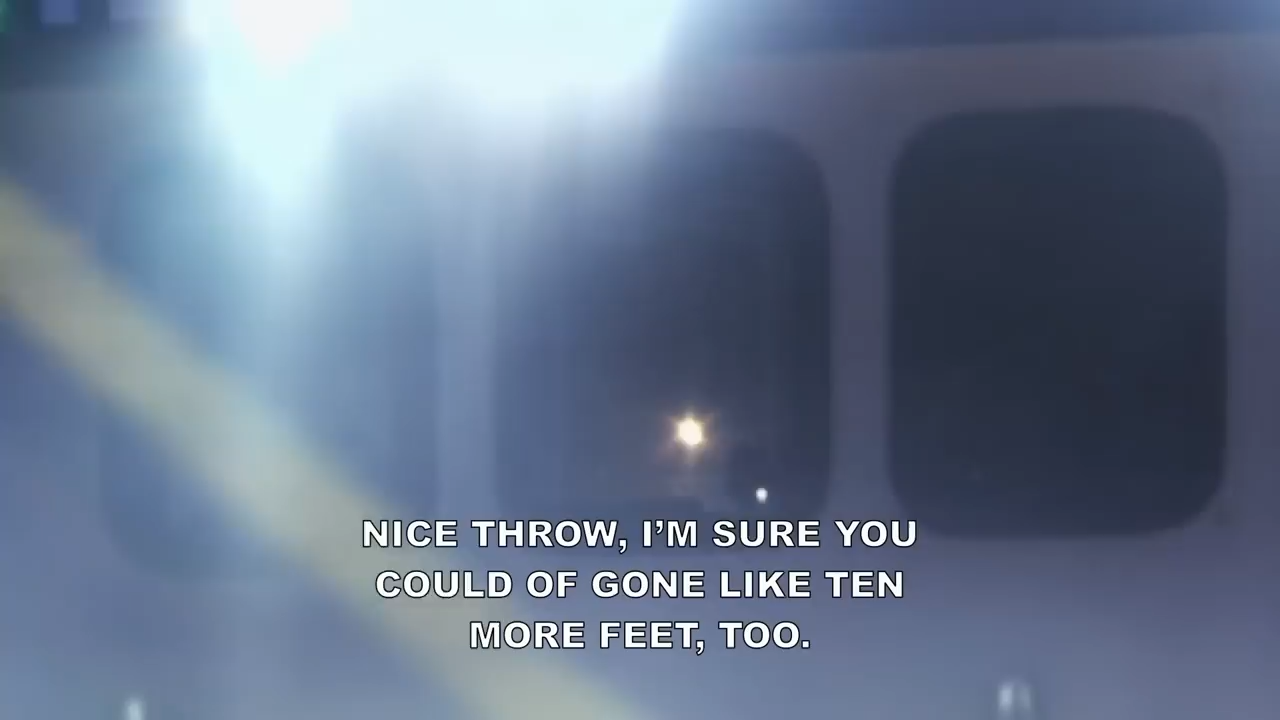 NICE THROW, I’M SURE YOU
COULD OF GONE LIKE TEN
MORE FEET, TOO.